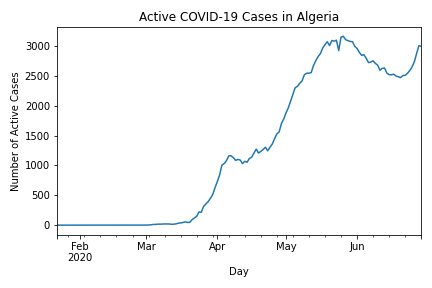 Active COVID-19 Cases in Algeria
Number of Active Cases
3000
2500
2000
1500
1000
500
0
Feb Mar Apr May Jun
2020
Day